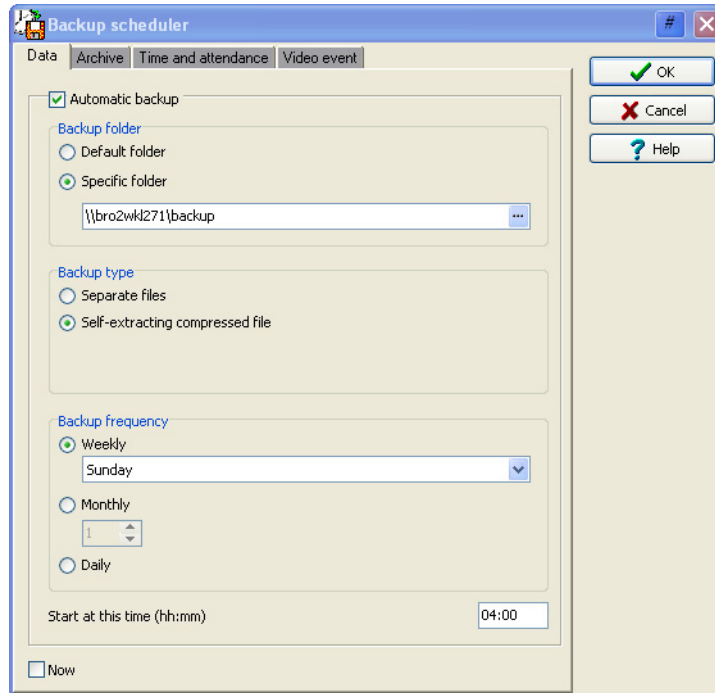 Backup scheduler #
Data Archive Time and attendance Video event
OK
Cancel
Help
Automatic backup
Backup folder
Default folder
Specific folder
\\bro2wkl271\backup ...
Backup type
Separate files
Self-extracting compressed file
Backup frequency
Weekly
Sunday
Monthly
1
Daily
Start at this time (hh:mm) 04:00
Now